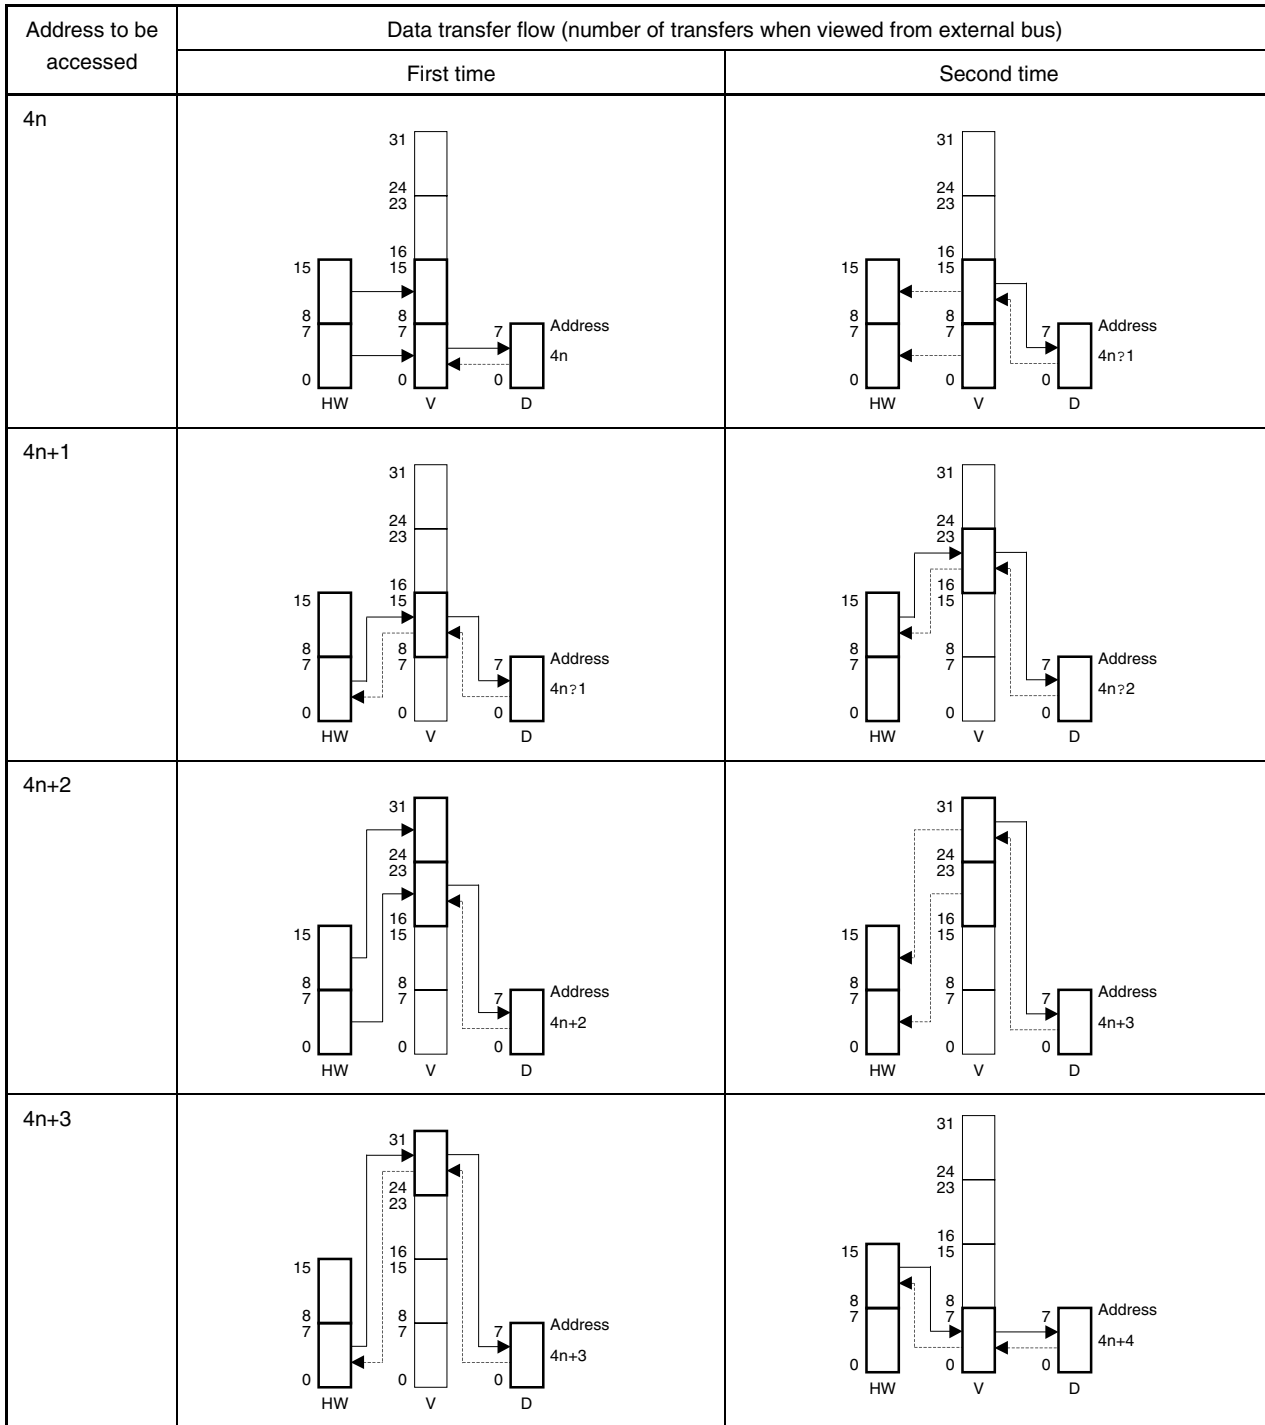 Address to be
accessed
Data transfer flow (number of transfers when viewed from external bus)
First time
Second time
4n
31
24
23
16
15
8
7
0
15
8
7
0
7
0
Address
4n
HW
V
D
31
24
23
16
15
8
7
0
15
8
7
0
7
0
Address
4n?1
HW
V
D
4n+1
31
24
23
16
15
8
7
0
15
8
7
0
7
0
Address
4n?1
HW
V
D
31
24
23
16
15
8
7
0
15
8
7
0
7
0
Address
4n?2
HW
V
D
4n+2
31
24
23
16
15
8
7
0
15
8
7
0
7
0
Address
4n+2
HW
V
D
31
24
23
16
15
8
7
0
15
8
7
0
7
0
Address
4n+3
HW
V
D
4n+3
31
24
23
16
15
8
7
0
15
8
7
0
7
0
Address
4n+3
HW
V
D
31
24
23
16
15
8
7
0
15
8
7
0
7
0
Address
4n+4
HW
V
D